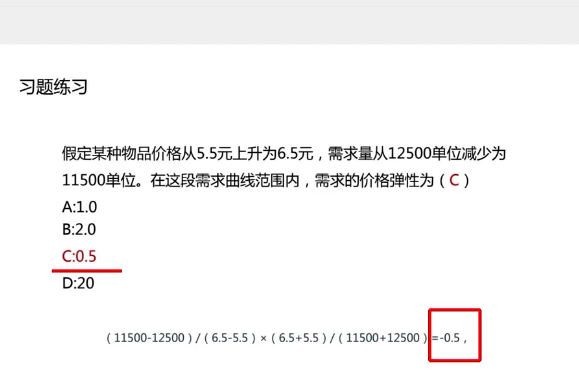 习题练习
假定某种物品价格从5.5元上升为6.5元，需求量从12500单位减少为
11500单位。在这段需求曲线范围内，需求的价格弹性为（C）
A:1.0
B:2.0
C:0.5
D:20
（11500-12500）/（6.5-5.5）×（6.5+5.5）/（11500+12500）=-0.5，